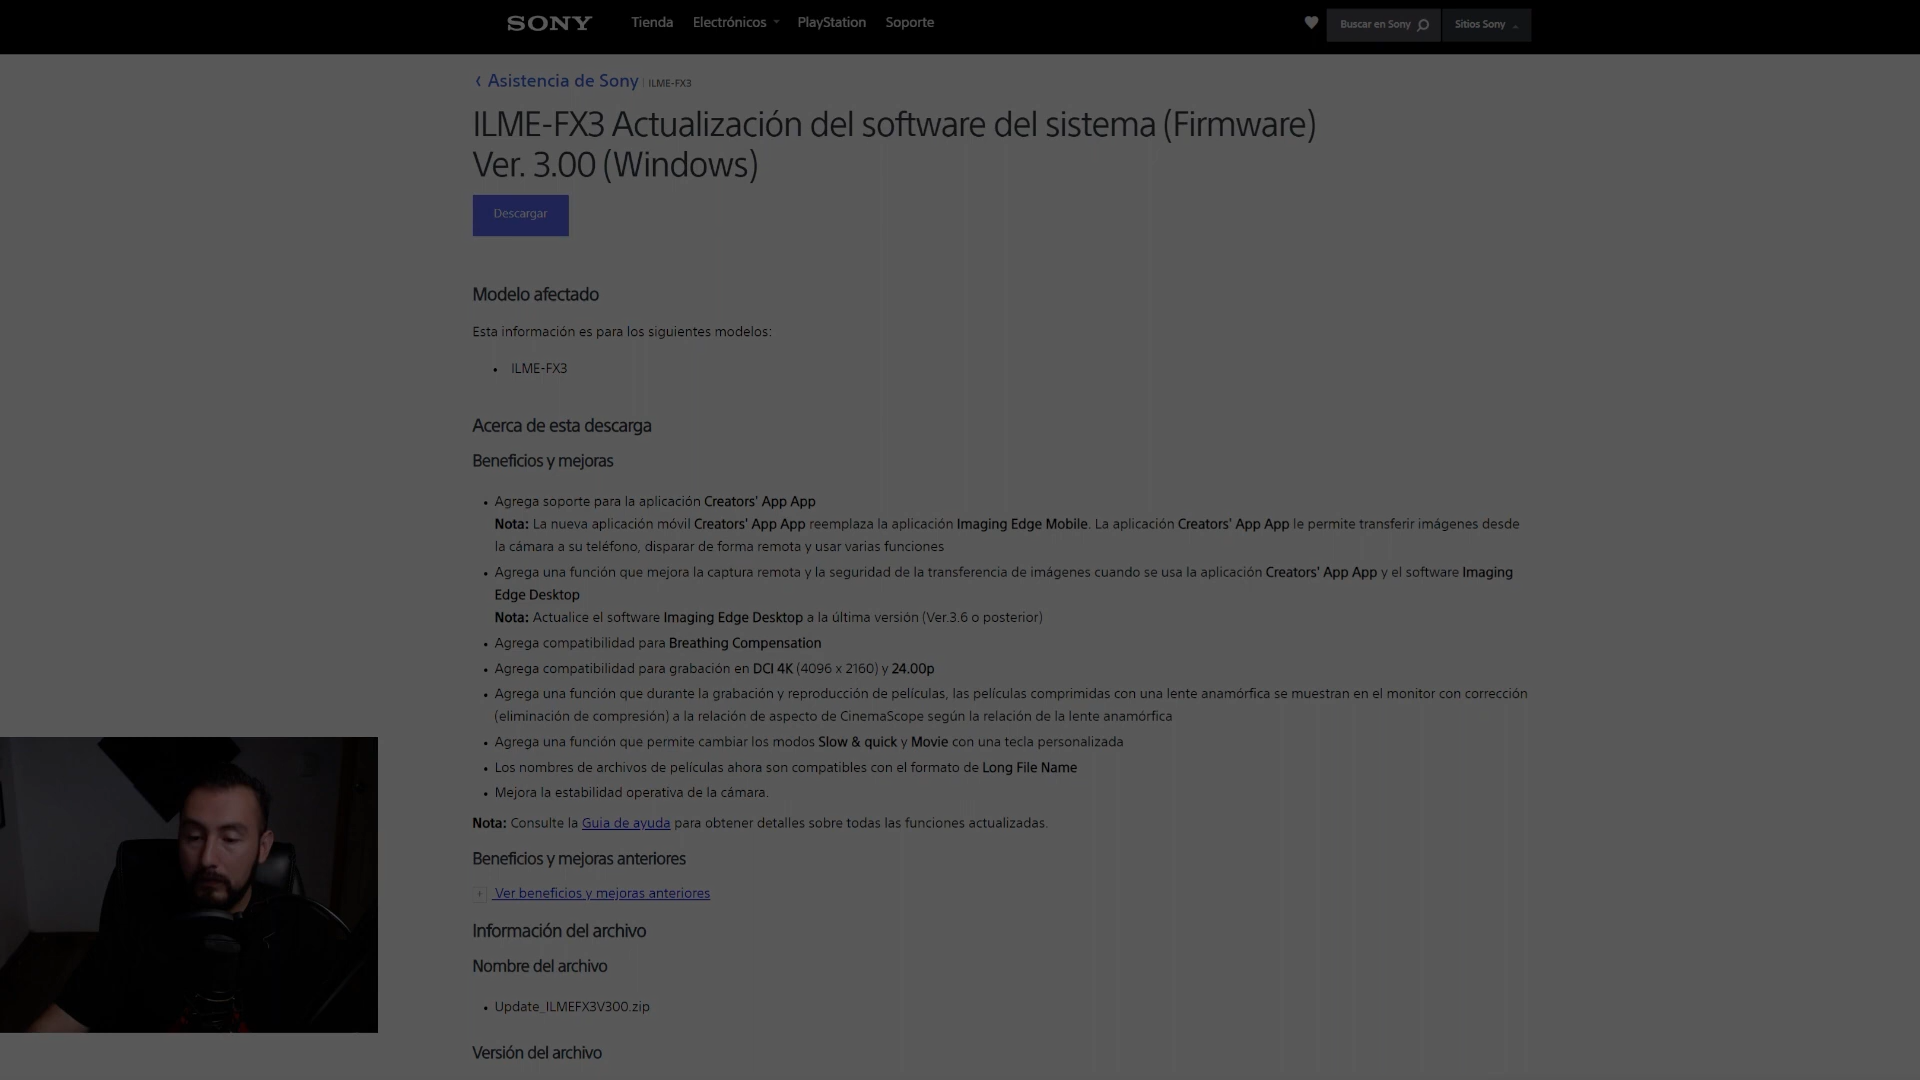 SONY Tienda Electrónicos PlayStation Soporte Buscar en Sony Sitios Sony
‹ Asistencia de Sony | ILME-FX3
ILME-FX3 Actualización del software del sistema (Firmware)
Ver. 3.00 (Windows)
Descargar
Modelo afectado
Esta información es para los siguientes modelos:
• ILME-FX3
Acerca de esta descarga
Beneficios y mejoras
• Agrega soporte para la aplicación Creators' App App
Nota: La nueva aplicación móvil Creators' App App reemplaza la aplicación Imaging Edge Mobile. La aplicación Creators' App App le permite transferir imágenes desde
la cámara a su teléfono, disparar de forma remota y usar varias funciones
• Agrega una función que mejora la captura remota y la seguridad de la transferencia de imágenes cuando se usa la aplicación Creators' App App y el software Imaging
Edge Desktop
Nota: Actualice el software Imaging Edge Desktop a la última versión (Ver.3.6 o posterior)
• Agrega compatibilidad para Breathing Compensation
• Agrega compatibilidad para grabación en DCI 4K (4096 x 2160) y 24.00p
• Agrega una función que durante la grabación y reproducción de películas, las películas comprimidas con una lente anamórfica se muestran en el monitor con corrección
(eliminación de compresión) a la relación de aspecto de CinemaScope según la relación de la lente anamórfica
• Agrega una función que permite cambiar los modos Slow & quick y Movie con una tecla personalizada
• Los nombres de archivos de películas ahora son compatibles con el formato de Long File Name
• Mejora la estabilidad operativa de la cámara.
Nota: Consulte la Guia de ayuda para obtener detalles sobre todas las funciones actualizadas.
Beneficios y mejoras anteriores
+ Ver beneficios y mejoras anteriores
Información del archivo
Nombre del archivo
• Update_ILMEFX3V300.zip
Versión del archivo